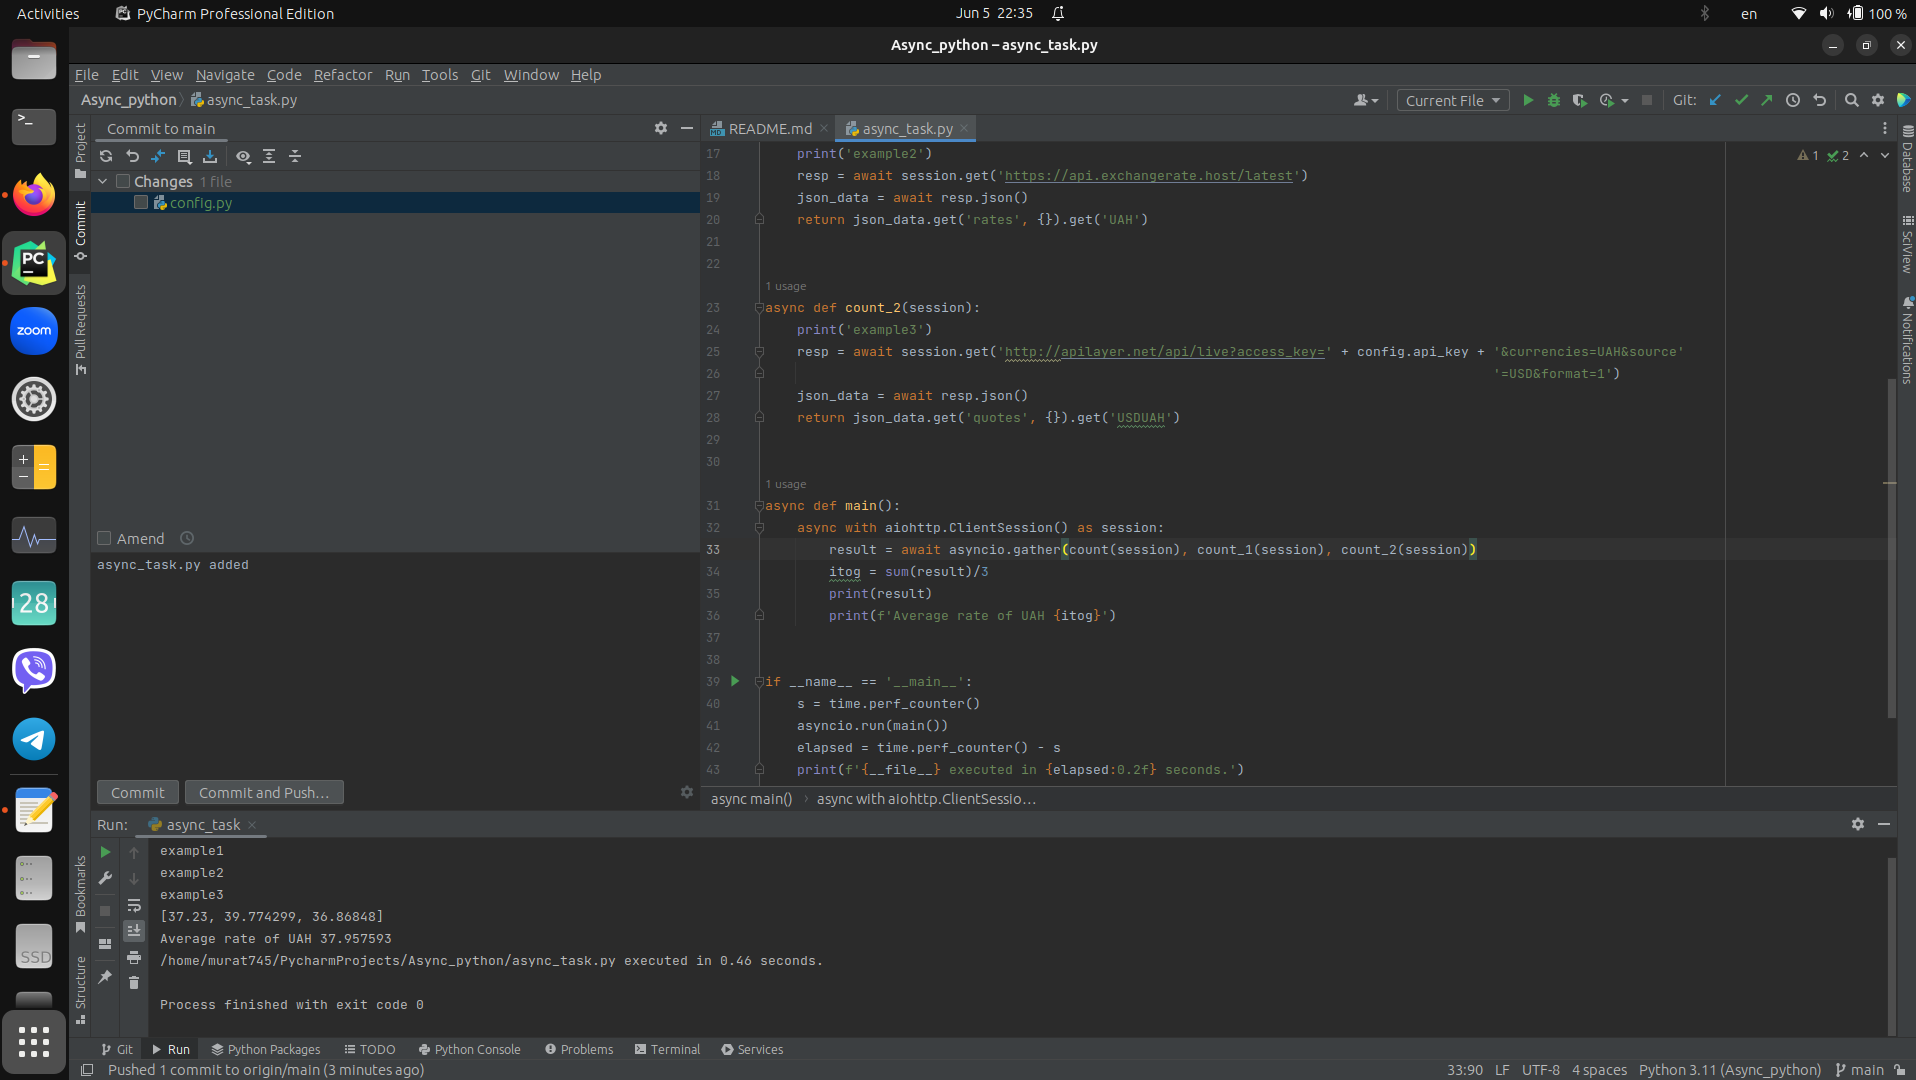 Activities
PyCharm Professional Edition
Jun 5 22:35
en
100 %
Async_python – async_task.py
File Edit View Navigate Code Refactor Run Tools Git Window Help
Async_python
async_task.py
Current File
Git:
Project
Commit
Pull Requests
Bookmarks
Structure
Commit to main
Changes 1 file
config.py
Amend
async_task.py added
Commit
Commit and Push...
README.md
async_task.py
1
2
17 print('example2')
18 resp = await session.get('https://api.exchangerate.host/latest')
19 json_data = await resp.json()
20 return json_data.get('rates', {}).get('UAH')
21
22
1 usage
23 async def count_2(session):
24 print('example3')
25 resp = await session.get('http://apilayer.net/api/live?access_key=' + config.api_key + '&currencies=UAH&source'
26 '=USD&format=1')
27 json_data = await resp.json()
28 return json_data.get('quotes', {}).get('USDUAH')
29
30
1 usage
31 async def main():
32 async with aiohttp.ClientSession() as session:
33 result = await asyncio.gather(count(session), count_1(session), count_2(session))
34 itog = sum(result)/3
35 print(result)
36 print(f'Average rate of UAH {itog}')
37
38
39 if __name__ == '__main__':
40 s = time.perf_counter()
41 asyncio.run(main())
42 elapsed = time.perf_counter() - s
43 print(f'{__file__} executed in {elapsed:0.2f} seconds.')
async main()
async with aiohttp.ClientSessio...
Database
SciView
Notifications
PC
zoom
28
SSD
Run:
async_task
example1
example2
example3
[37.23, 39.774299, 36.86848]
Average rate of UAH 37.957593
/home/murat745/PycharmProjects/Async_python/async_task.py executed in 0.46 seconds.
Process finished with exit code 0
Git
Run
Python Packages
TODO
Python Console
Problems
Terminal
Services
Pushed 1 commit to origin/main (3 minutes ago)
33:90 LF UTF-8 4 spaces Python 3.11 (Async_python) main